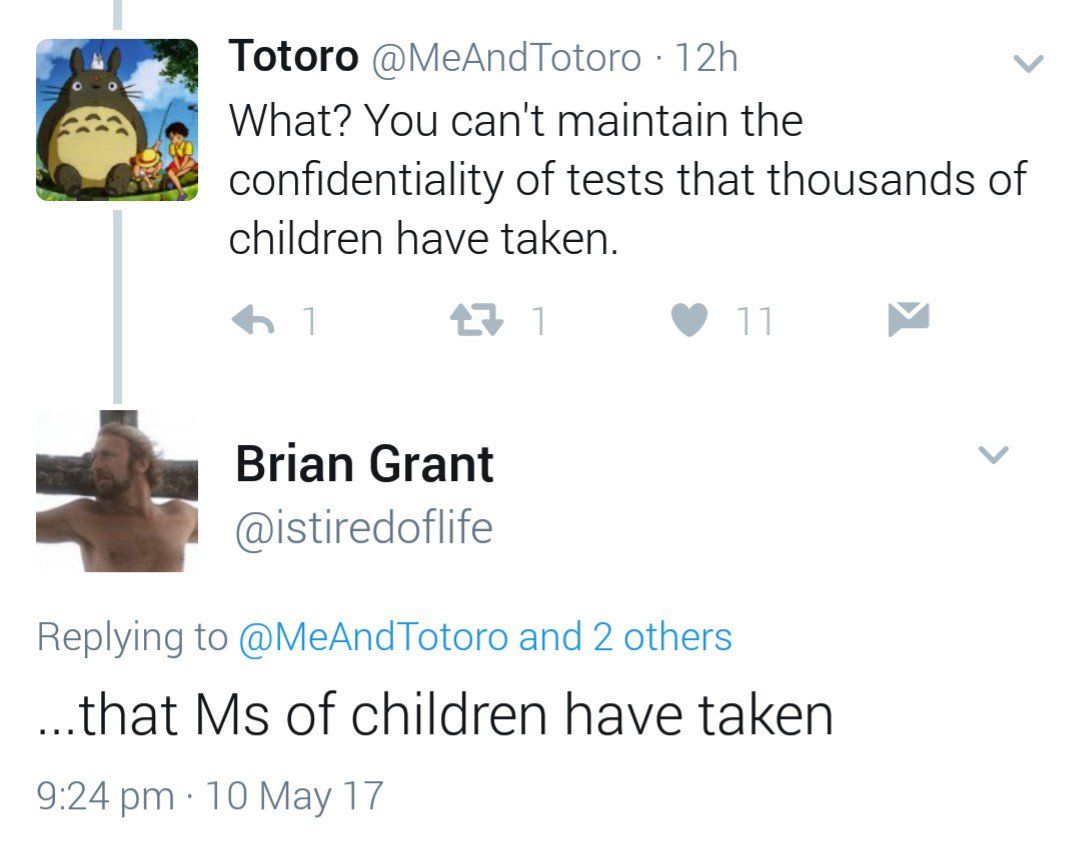 Totoro @MeAndTotoro · 12h
What? You can't maintain the
confidentiality of tests that thousands of
children have taken.
1 1 11
Brian Grant
@istiredoflife
Replying to @MeAndTotoro and 2 others
...that Ms of children have taken
9:24 pm · 10 May 17